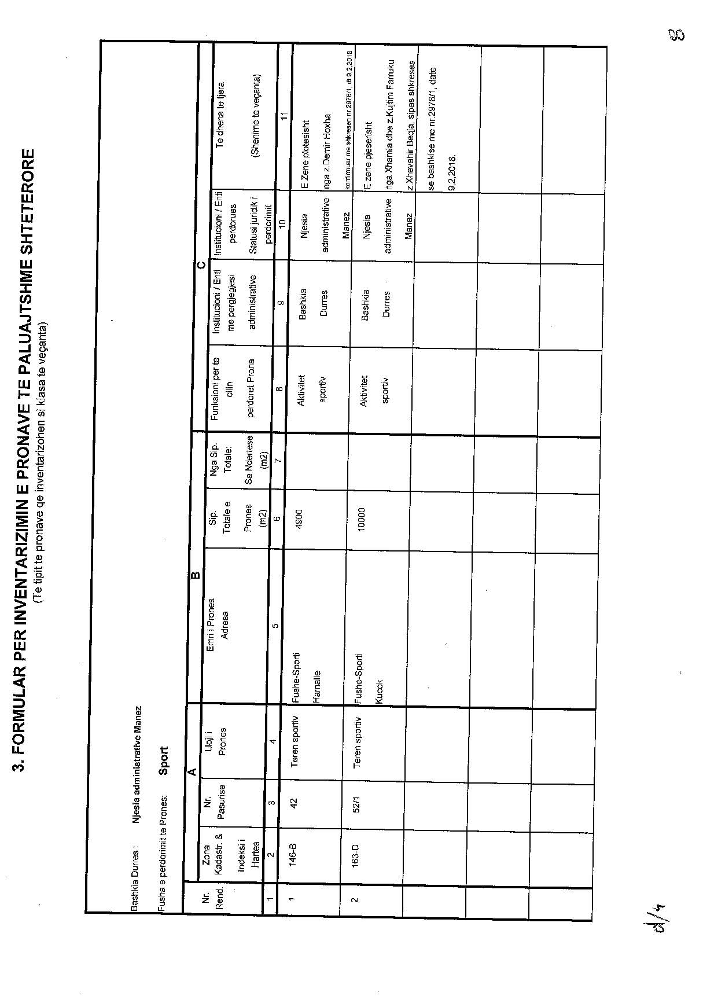 3. FORMULAR PER INVENTARIZIMIN E PRONAVE TE PALUAJTSHME SHTETERORE
(Te tipit te pronave qe inventarizohen si klasa te veçanta)
Bashkia Durres : Njesia administrative Manez
Fusha e perdorimit te Prones: Sport
A B C
Nr. Rend.
Zona Kadastr. & Indeksi i Hartes
Nr. Pasurise
Lloji i Prones
Emri i Prones Adresa
Sip. Totale e Prones (m2)
Nga Sip. Totale: Sa Ndertese (m2)
Funksioni per te cilin perdoret Prona
Institucioni / Enti me pergjegjesi administrative
Institucioni / Enti perdorues Statusi juridik i perdorimit
Te dhena te tjera (Shenime te veçanta)
1 2 3 4 5 6 7 8 9 10 11
1 146-B 42 Teren sportiv Fushe-Sporti 4900 Aktivitet Bashkia Njesia E Zene plotesisht
Hamalle sportiv Durres administrative nga z.Demir Hoxha
Manez konfirmuar me shkresen nr.2976/1, dt 9,2,2018
2 163-D 52/1 Teren sportiv Fushe-Sporti 10000 Aktivitet Bashkia Njesia E zene pjeserisht
Kucok sportiv Durres administrative nga Xhamia dhe z.Kujtim Farruku
Manez z.Xhevahir Beqja, sipas shkreses
se bashkise me nr.2976/1, date
9,2,2018.
8